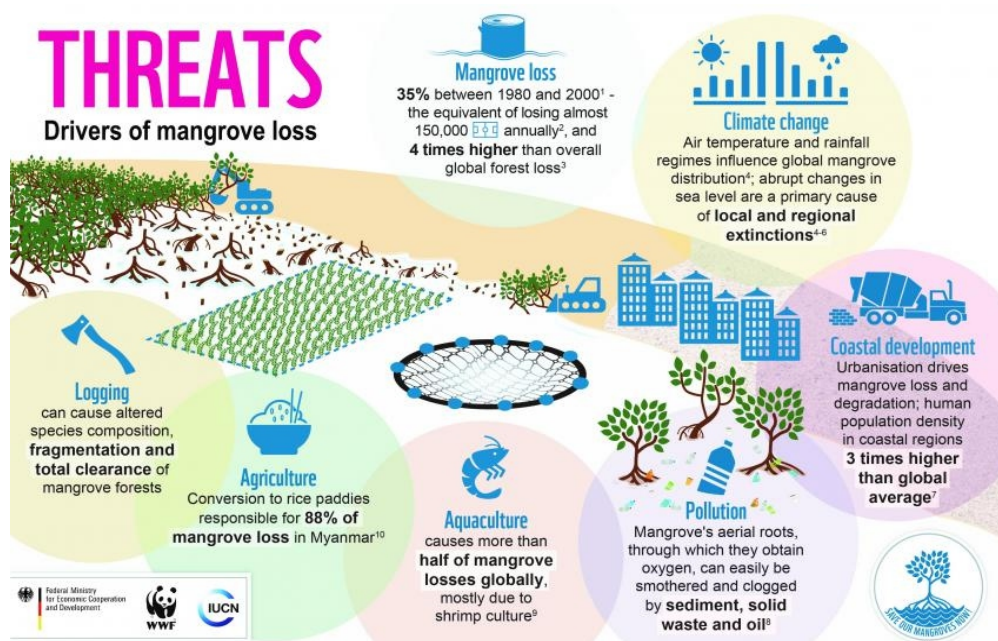 THREATS
Drivers of mangrove loss
Mangrove loss
35% between 1980 and 2000¹ -
the equivalent of losing almost
150,000 annually², and
4 times higher than overall
global forest loss³
Climate change
Air temperature and rainfall
regimes influence global mangrove
distribution⁴; abrupt changes in
sea level are a primary cause
of local and regional
extinctions⁴⁻⁶
Coastal development
Urbanisation drives
mangrove loss and
degradation; human
population density
in coastal regions
3 times higher
than global
average⁷
Logging
can cause altered
species composition,
fragmentation and
total clearance of
mangrove forests
Agriculture
Conversion to rice paddies
responsible for 88% of
mangrove loss in Myanmar¹⁰
Aquaculture
causes more than
half of mangrove
losses globally,
mostly due to
shrimp culture⁹
Pollution
Mangrove's aerial roots,
through which they obtain
oxygen, can easily be
smothered and clogged
by sediment, solid
waste and oil⁸
Federal Ministry
for Economic Cooperation
and Development
WWF
IUCN
SAVE OUR MANGROVES NOW!